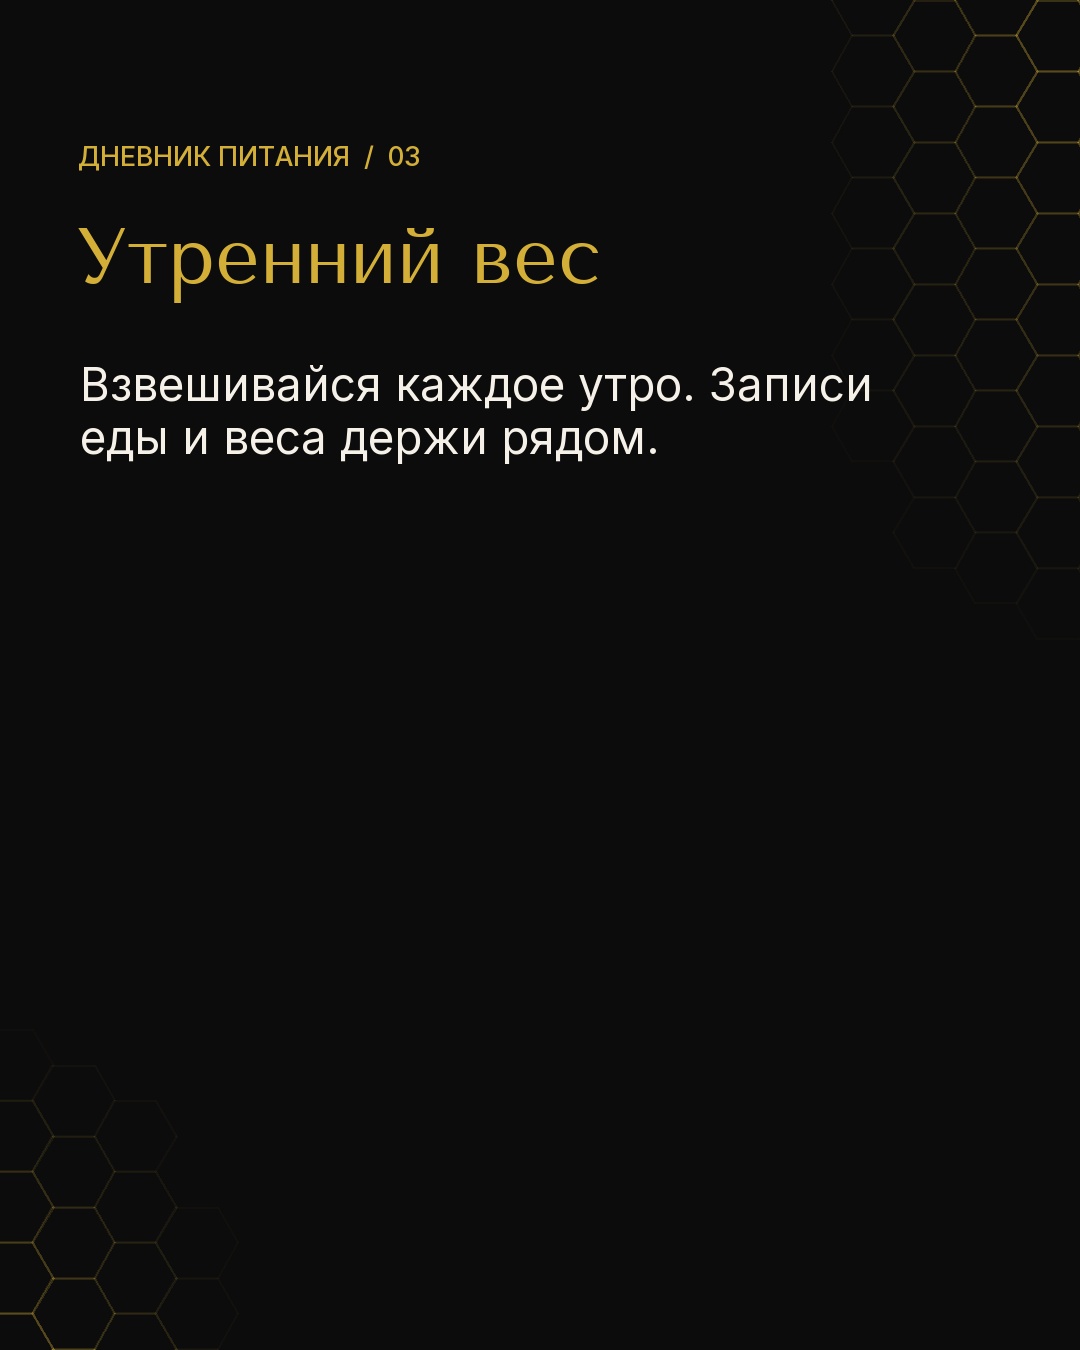 ДНЕВНИК ПИТАНИЯ / 03
Утренний вес
Взвешивайся каждое утро. Записи
еды и веса держи рядом.